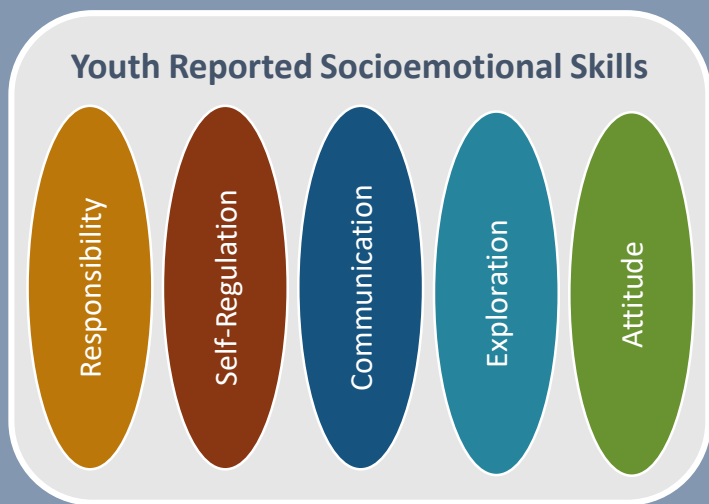 Youth Reported Socioemotional Skills
Responsibility
Self-Regulation
Communication
Exploration
Attitude